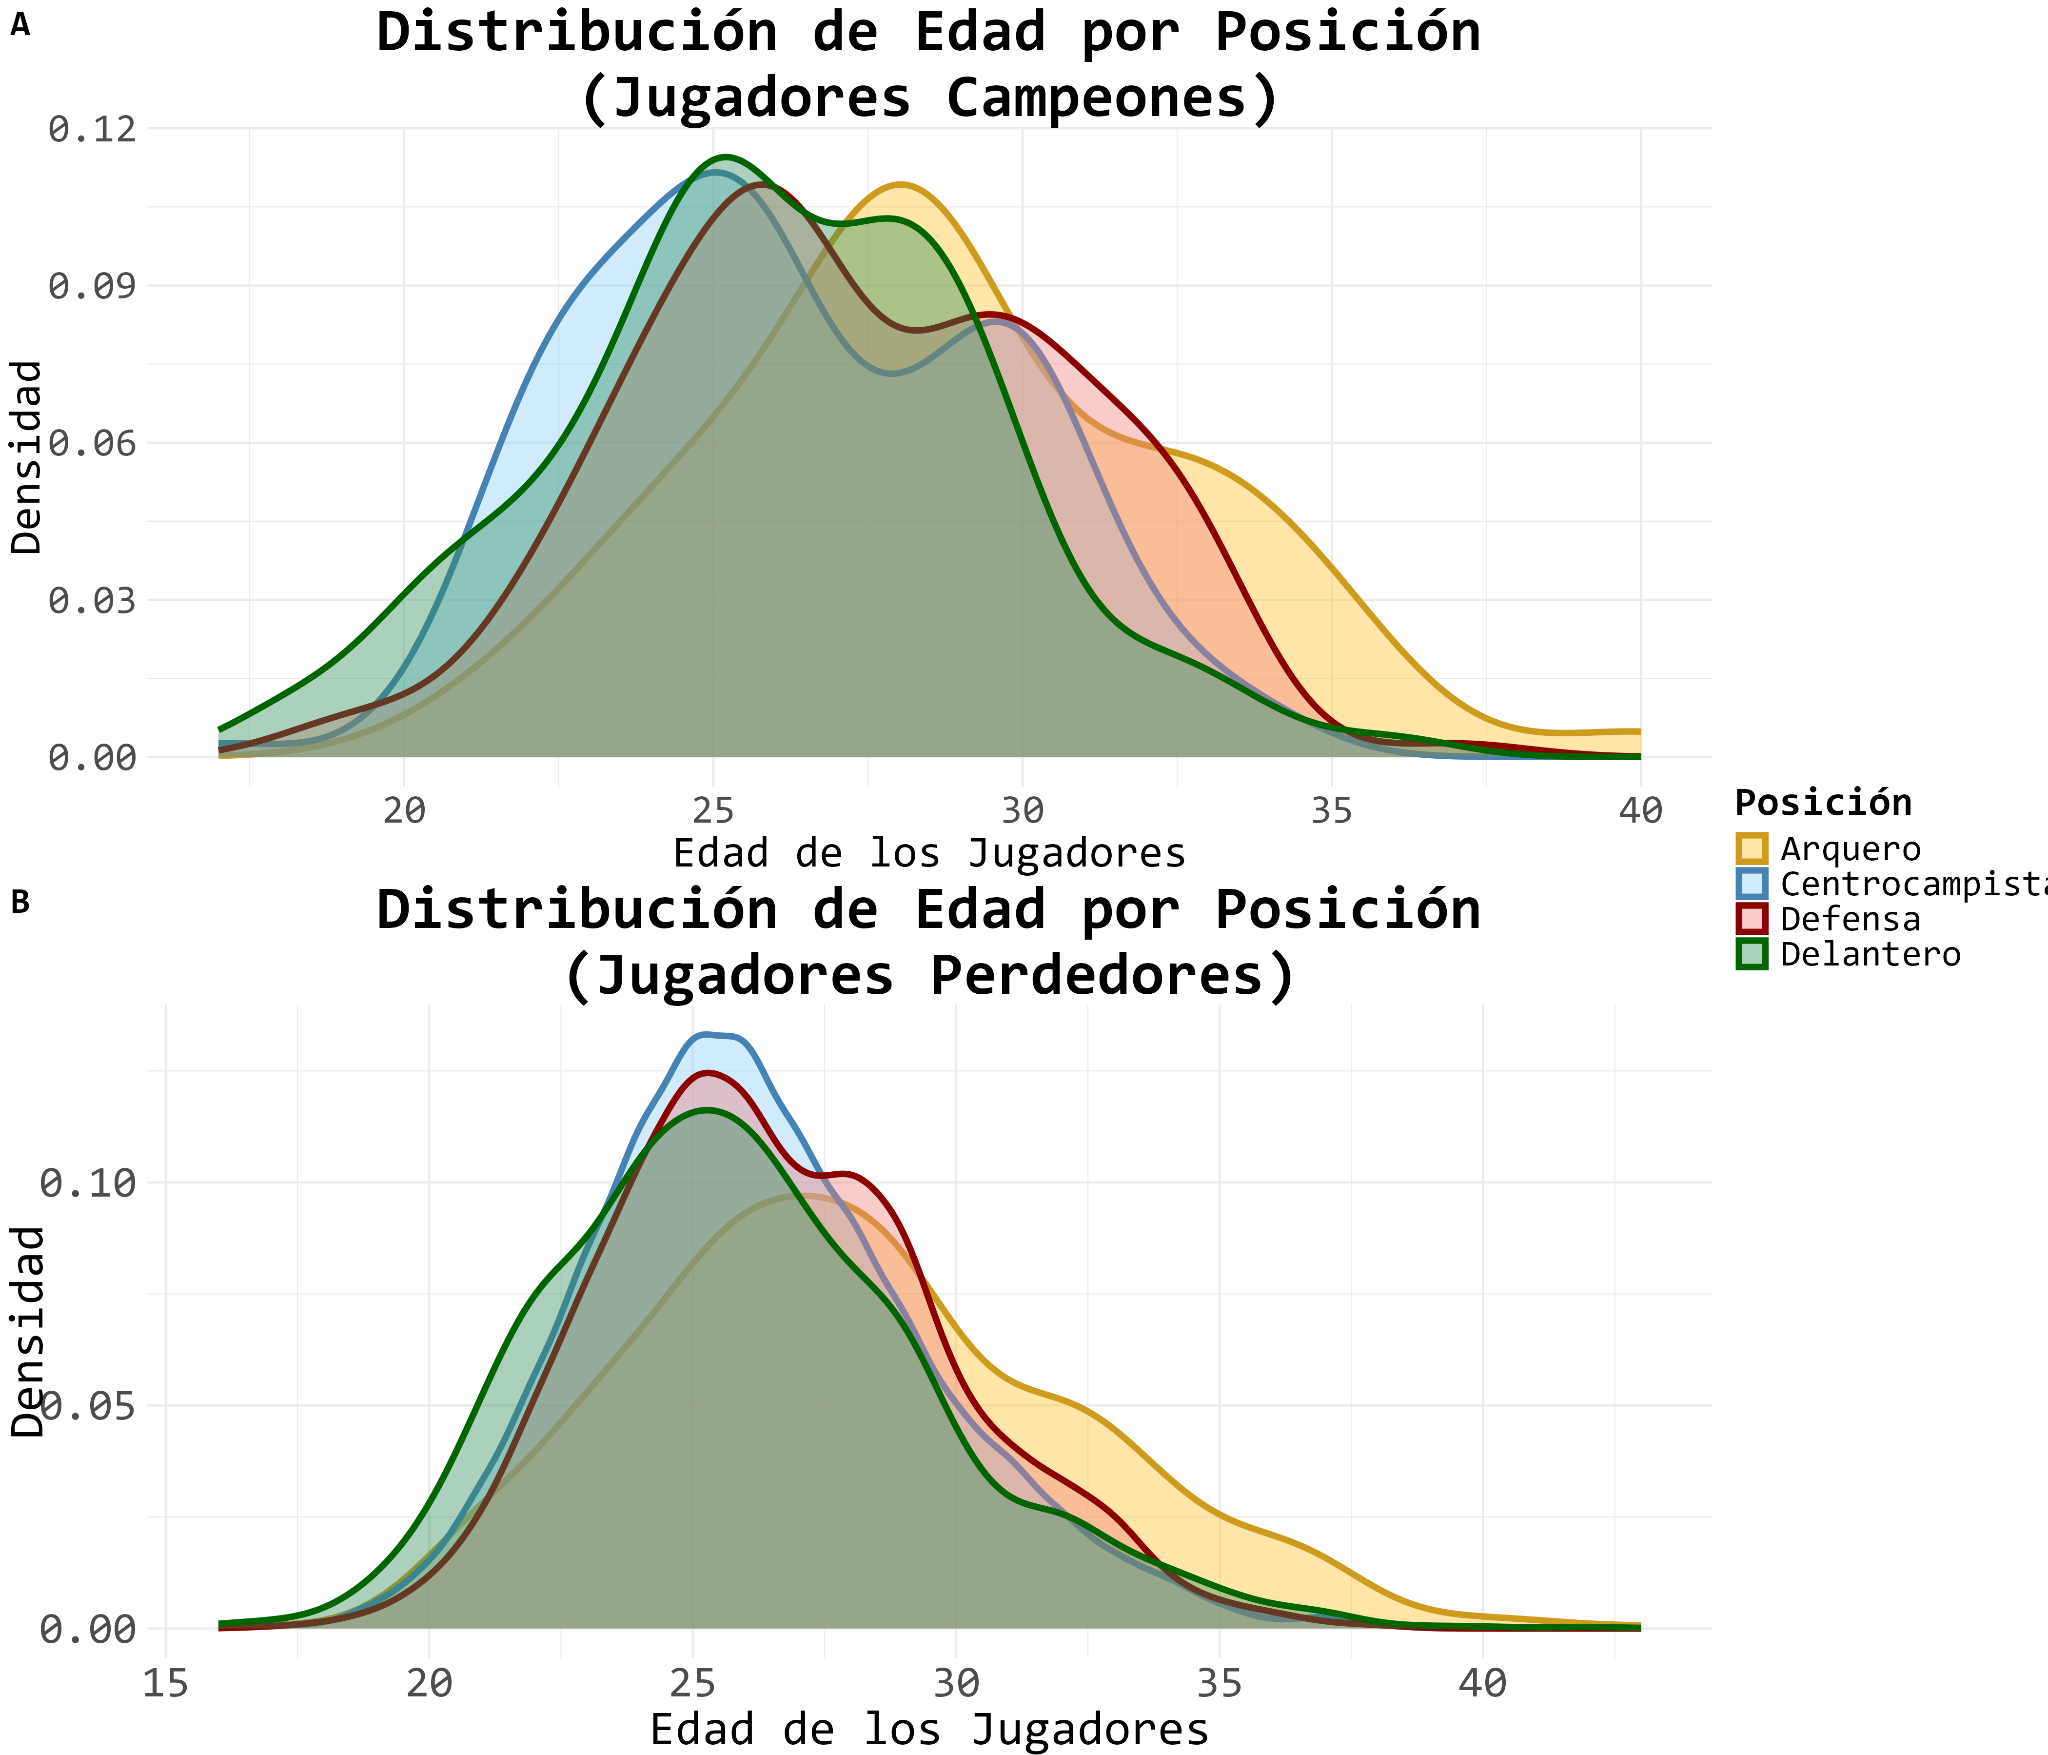 A
Distribución de Edad por Posición
(Jugadores Campeones)
Densidad
0.12
0.09
0.06
0.03
0.00
20 25 30 35 40
Edad de los Jugadores
Posición
Arquero
Centrocampista
Defensa
Delantero
B
Distribución de Edad por Posición
(Jugadores Perdedores)
Densidad
0.10
0.05
0.00
15 20 25 30 35 40
Edad de los Jugadores